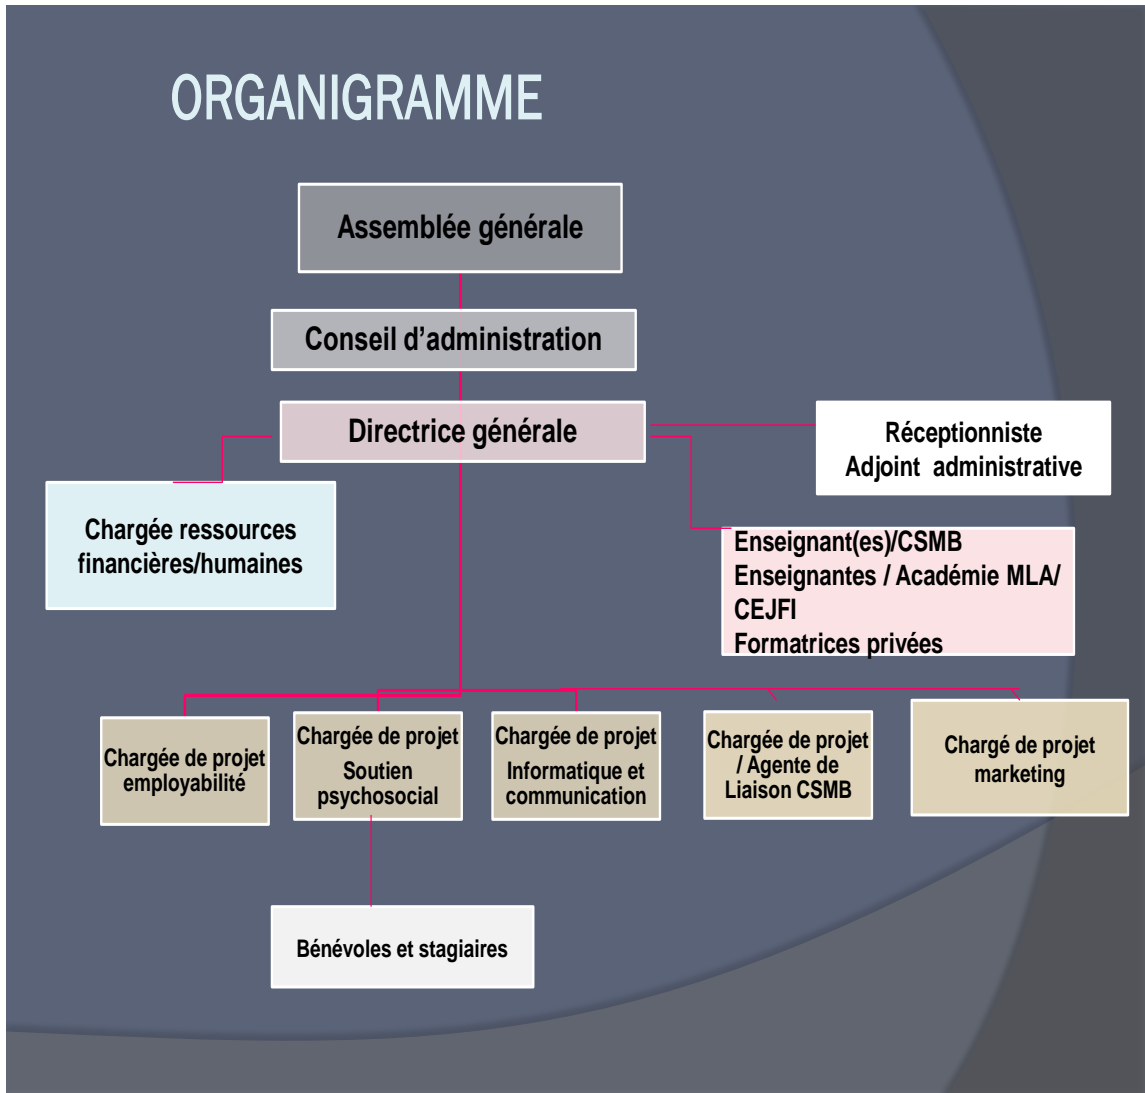 ORGANIGRAMME
Assemblée générale
Conseil d’administration
Directrice générale
Réceptionniste
Adjoint  administrative
Chargée ressources
financières/humaines
Enseignant(es)/CSMB
Enseignantes / Académie MLA/
CEJFI
Formatrices privées
Chargée de projet
employabilité
Chargée de projet
Soutien
psychosocial
Chargée de projet
Informatique et
communication
Chargée de projet
/ Agente de
Liaison CSMB
Chargé de projet
marketing
Bénévoles et stagiaires